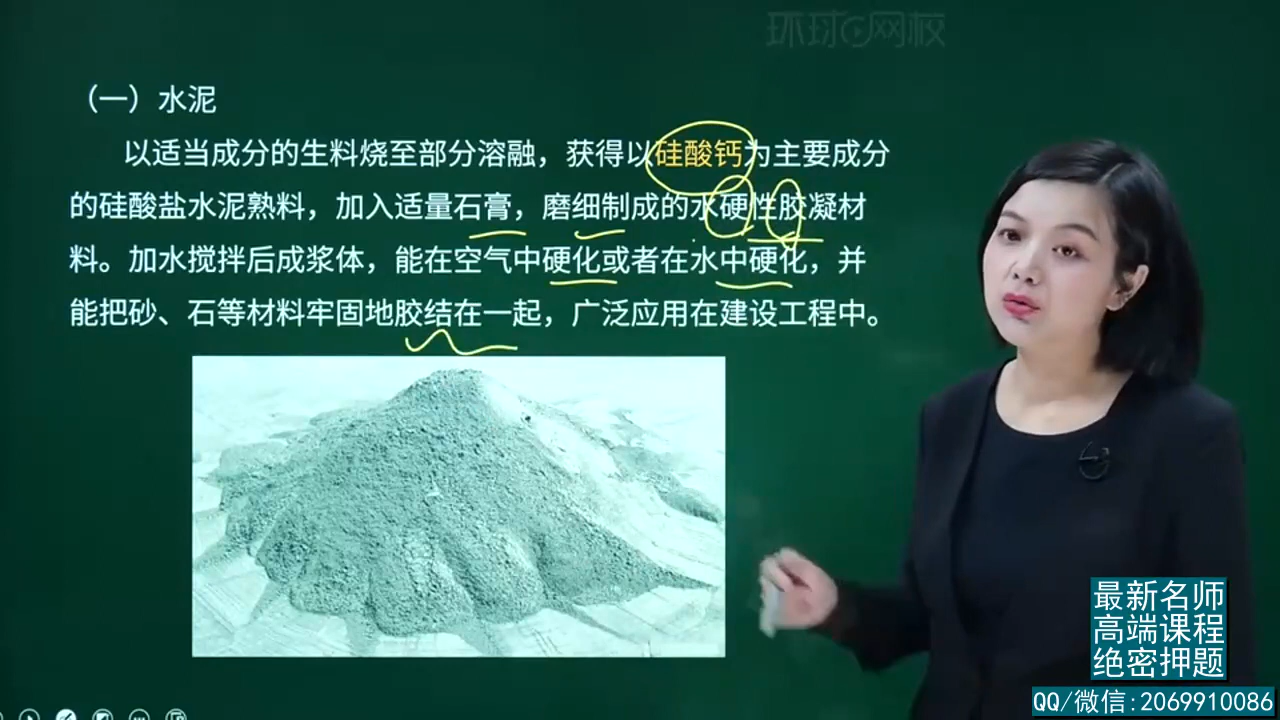 环球网校
（一）水泥
以适当成分的生料烧至部分溶融，获得以硅酸钙为主要成分
的硅酸盐水泥熟料，加入适量石膏，磨细制成的水硬性胶凝材
料。加水搅拌后成浆体，能在空气中硬化或者在水中硬化，并
能把砂、石等材料牢固地胶结在一起，广泛应用在建设工程中。
最新名师
高端课程
绝密押题
QQ/微信:2069910086